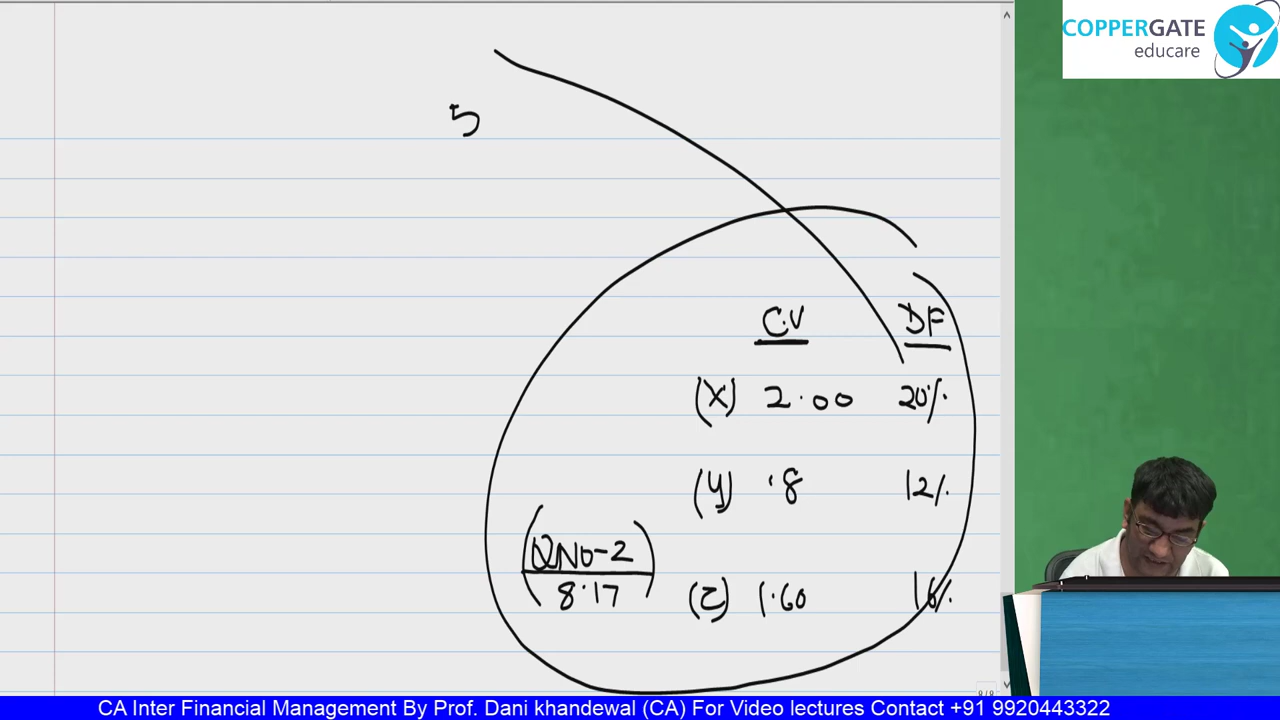 COPPERGATE
educare
5
C.V DF
(X) 2.00 20%
(Y) .8 12%
(QNO-2 / 8.17)
(Z) 1.60 16%
CA Inter Financial Management By Prof. Dani khandewal (CA) For Video lectures Contact +91 9920443322